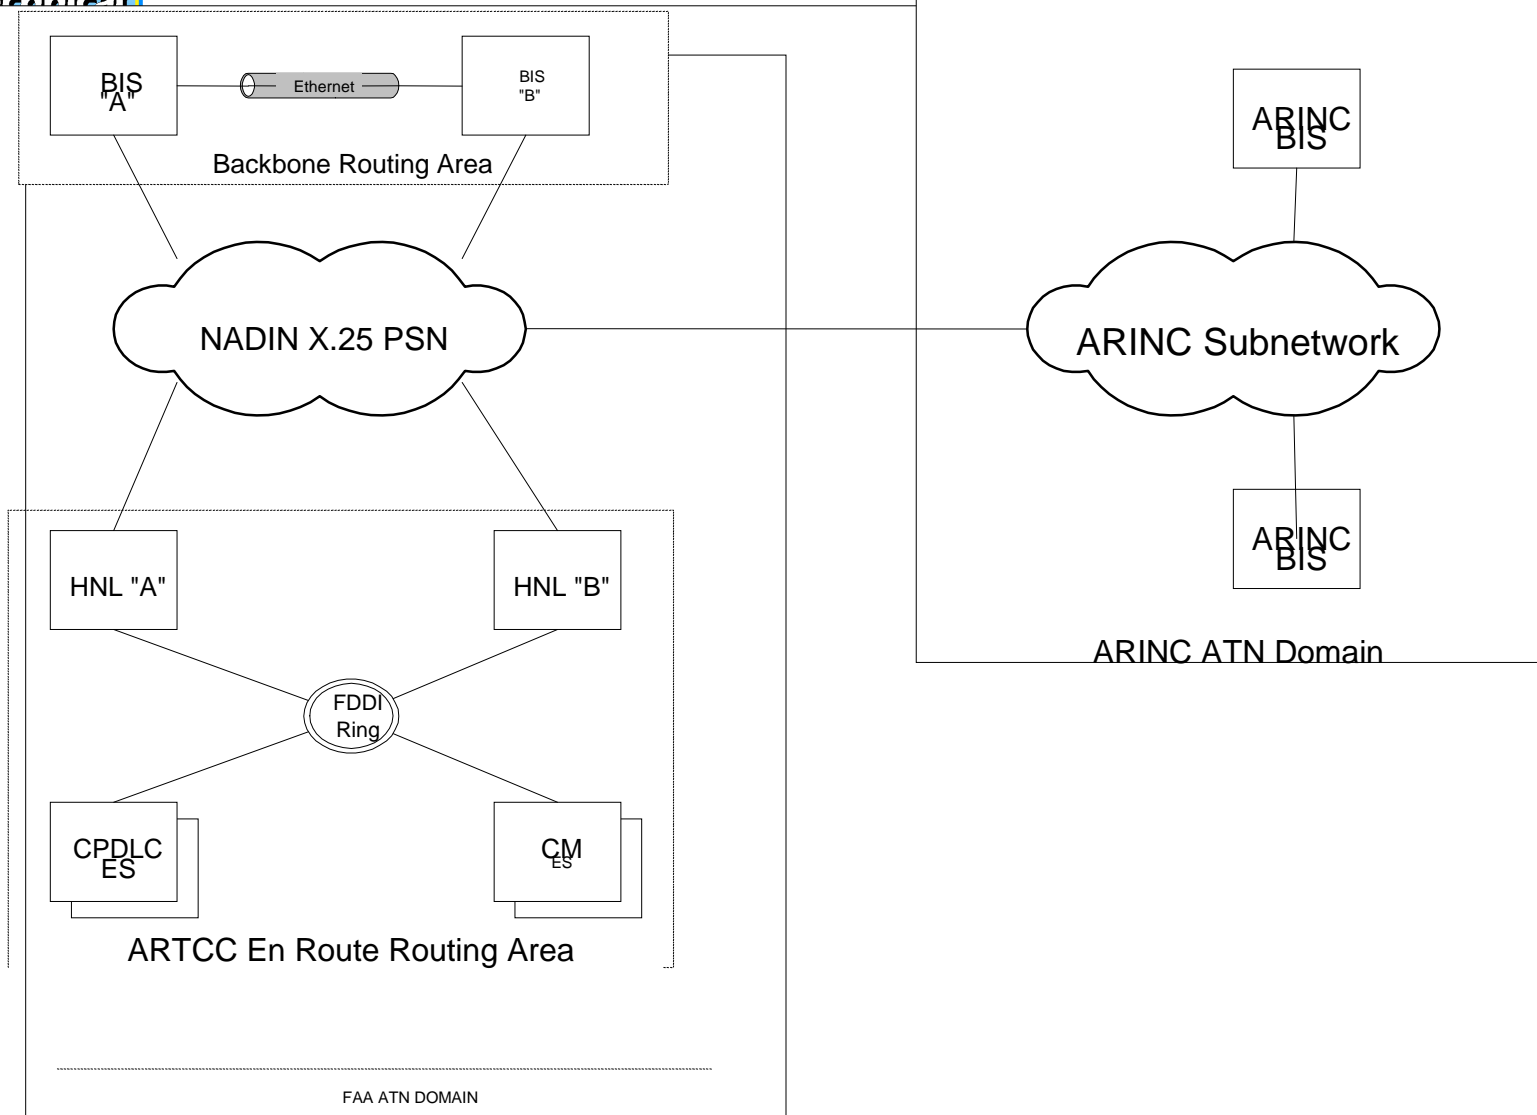 BIS
"A"
Ethernet
BIS
"B"
Backbone Routing Area
ARINC
BIS
NADIN X.25 PSN
ARINC Subnetwork
HNL "A"
HNL "B"
ARINC
BIS
ARINC ATN Domain
FDDI
Ring
CPDLC
ES
CM
ES
ARTCC En Route Routing Area
FAA ATN DOMAIN